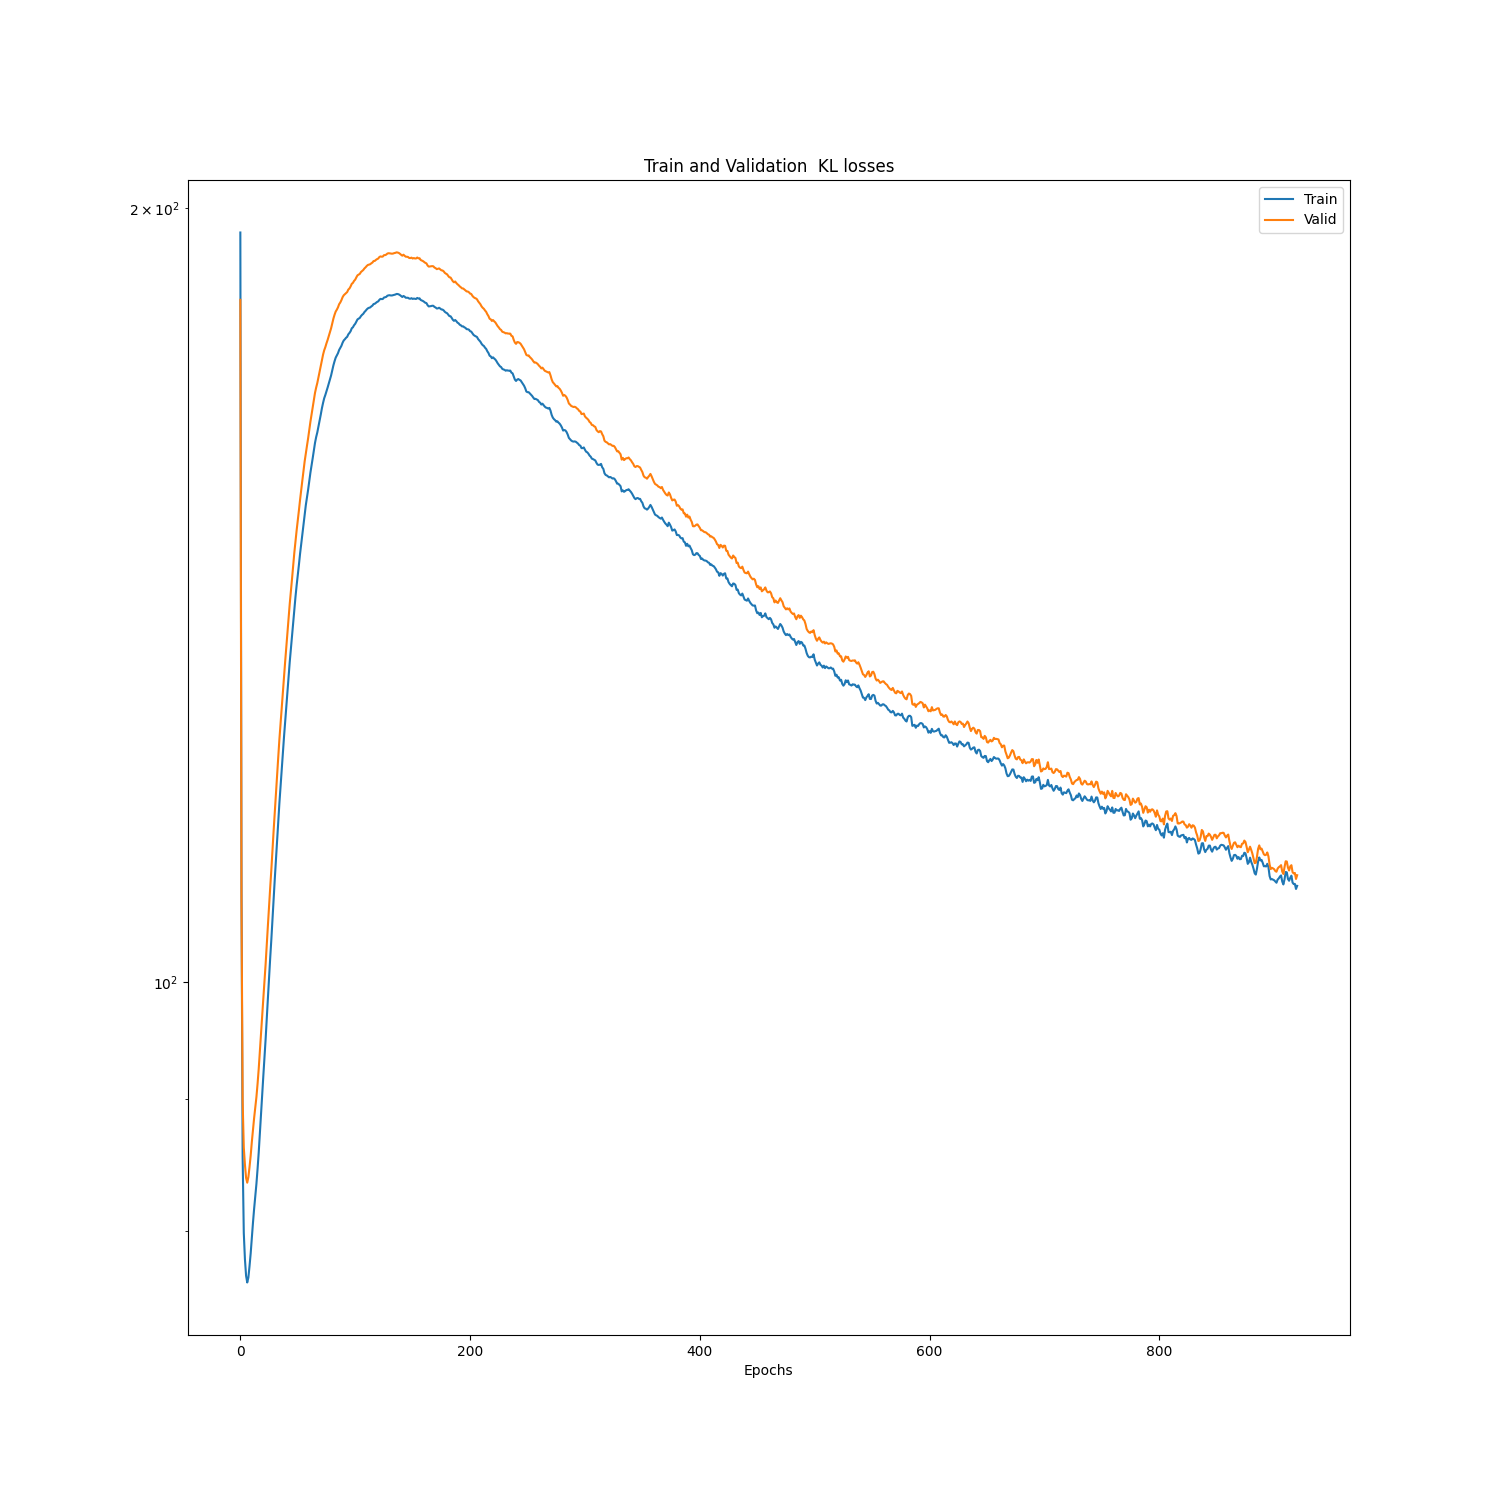 Train and Validation  KL losses
Train
Valid
2 × 10²
10²
0 200 400 600 800
Epochs